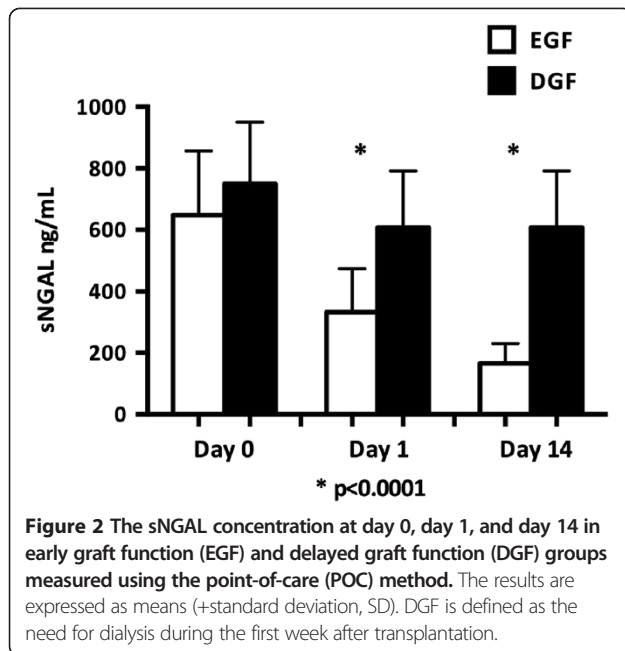 EGF
DGF
1000
800
600
400
200
0
sNGAL ng/mL
* *
Day 0 Day 1 Day 14
* p<0.0001
Figure 2 The sNGAL concentration at day 0, day 1, and day 14 in
early graft function (EGF) and delayed graft function (DGF) groups
measured using the point-of-care (POC) method. The results are
expressed as means (+standard deviation, SD). DGF is defined as the
need for dialysis during the first week after transplantation.